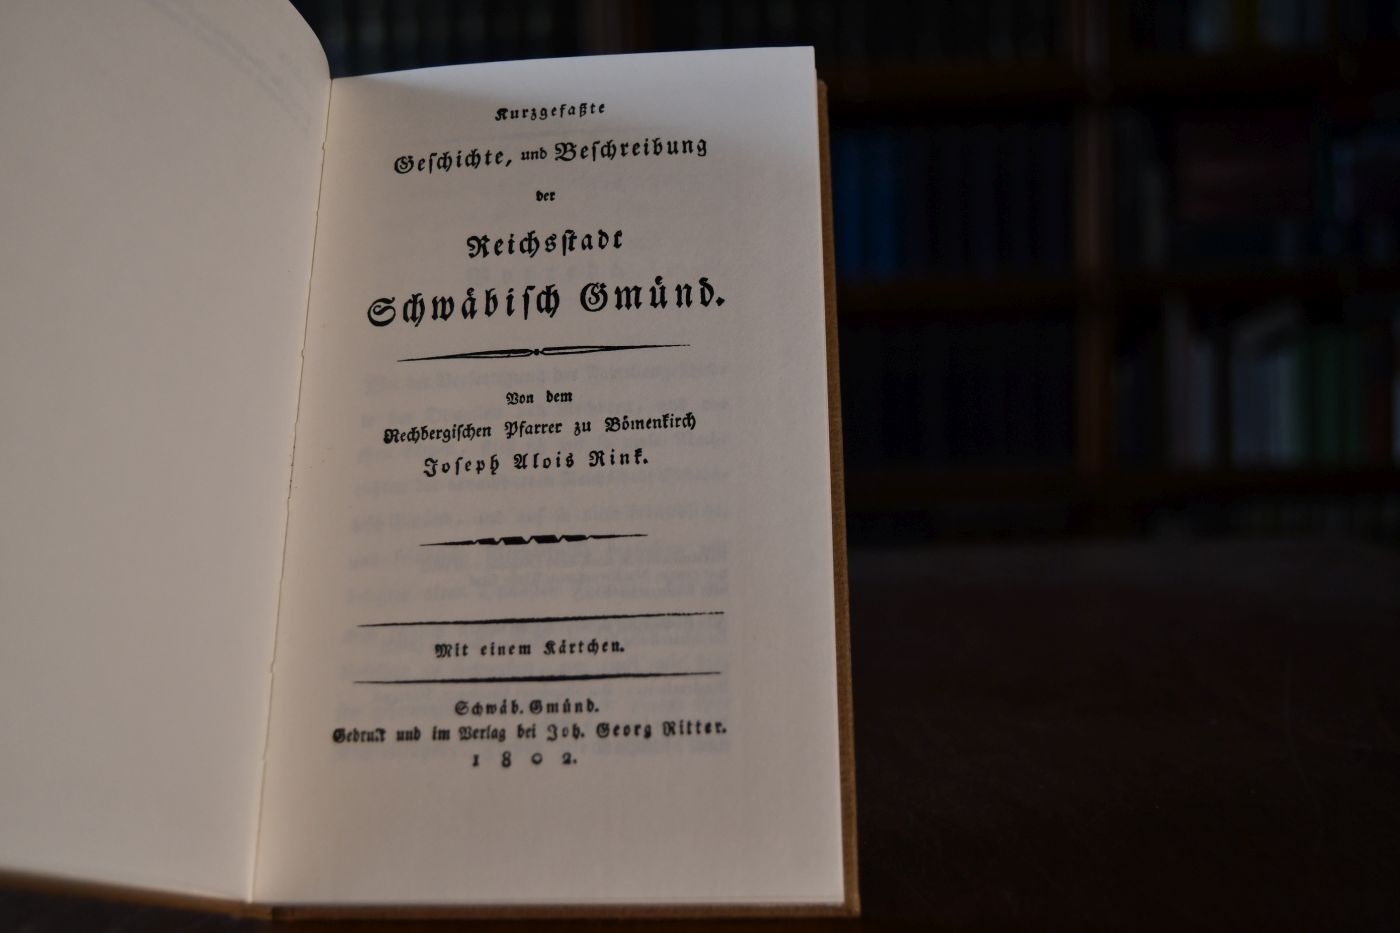 Kurzgefaßte
Geſchichte, und Beſchreibung
der
Reichsſtadt
Schwäbiſch Gmünd.
Von dem
Rechbergiſchen Pfarrer zu Bömenkirch
Joſeph Alois Rink.
Mit einem Kärtchen.
Schwäb. Gmünd.
Gedruckt und im Verlag bei Joh. Georg Ritter.
1802.